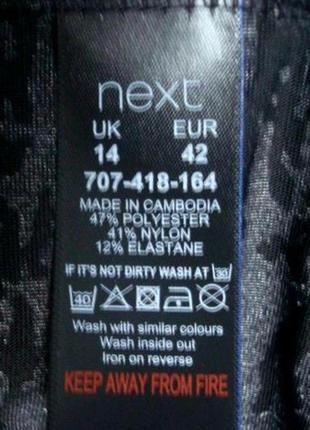 next
UK EUR
14 42
707-418-164
MADE IN CAMBODIA
47% POLYESTER
41% NYLON
12% ELASTANE
IF IT'S NOT DIRTY WASH AT 30
40
Wash with similar colours
Wash inside out
Iron on reverse
KEEP AWAY FROM FIRE